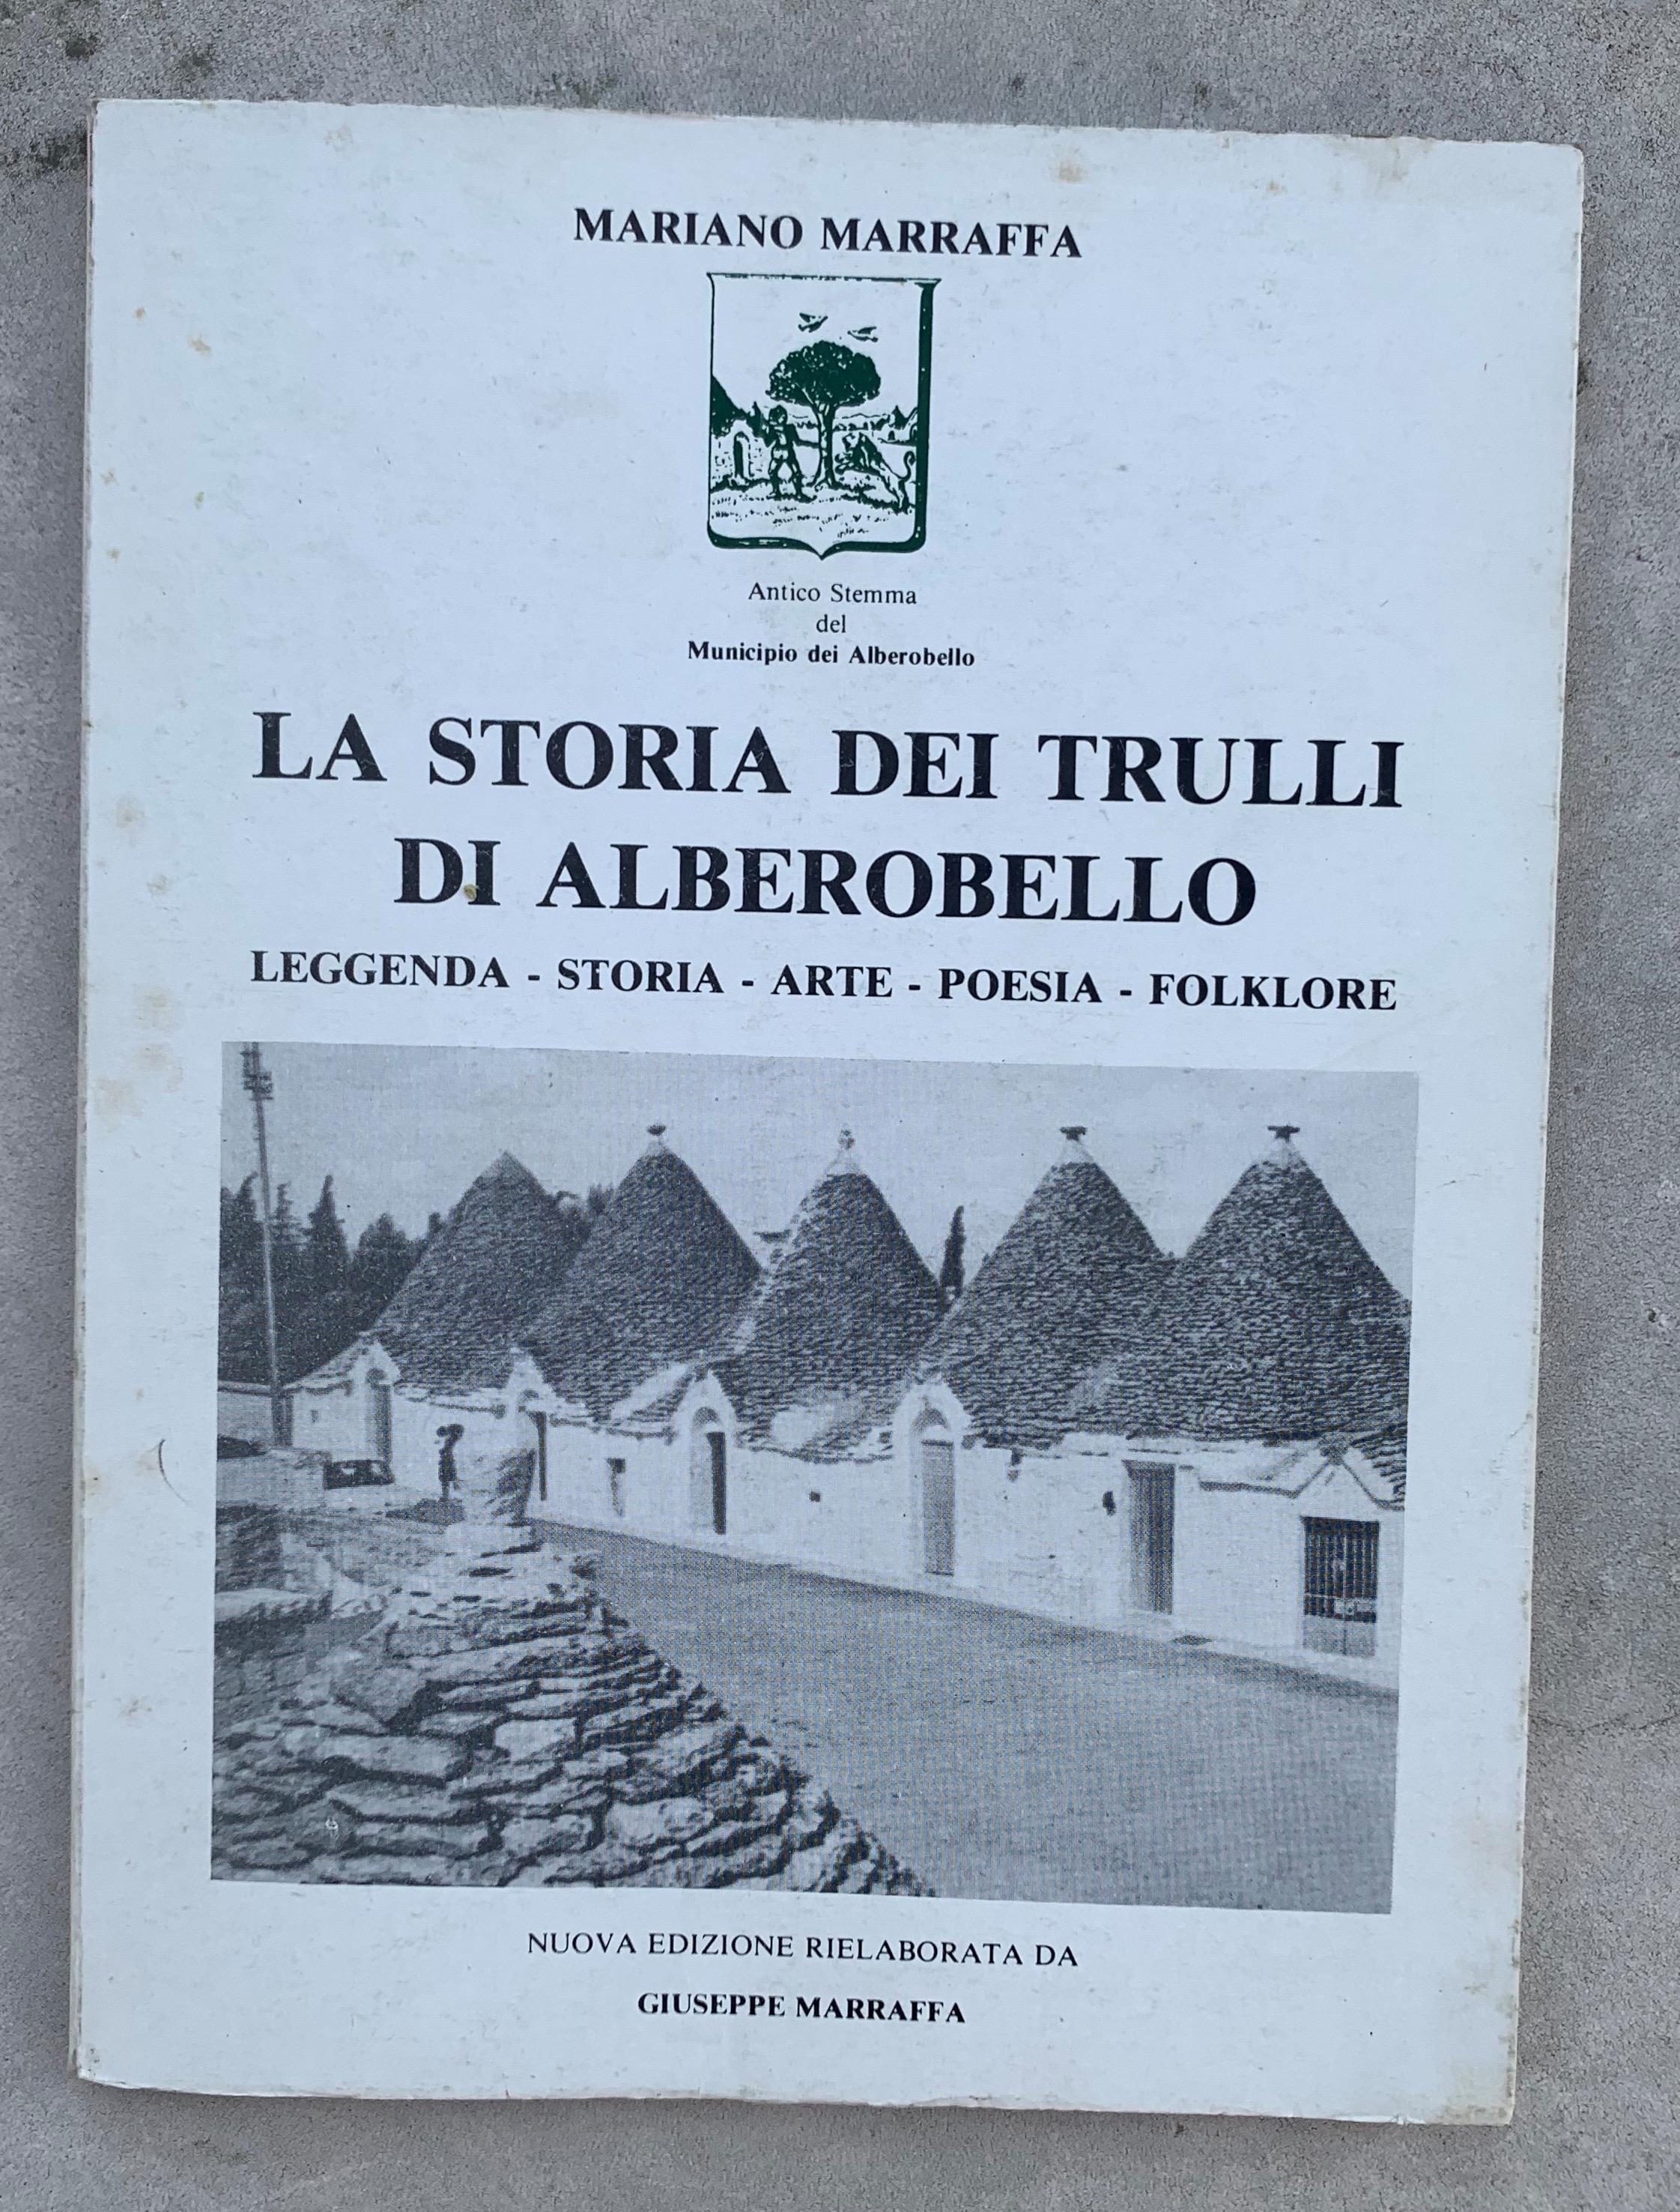 MARIANO MARRAFFA
Antico Stemma
del
Municipio dei Alberobello
LA STORIA DEI TRULLI
DI ALBEROBELLO
LEGGENDA - STORIA - ARTE - POESIA - FOLKLORE
NUOVA EDIZIONE RIELABORATA DA
GIUSEPPE MARRAFFA